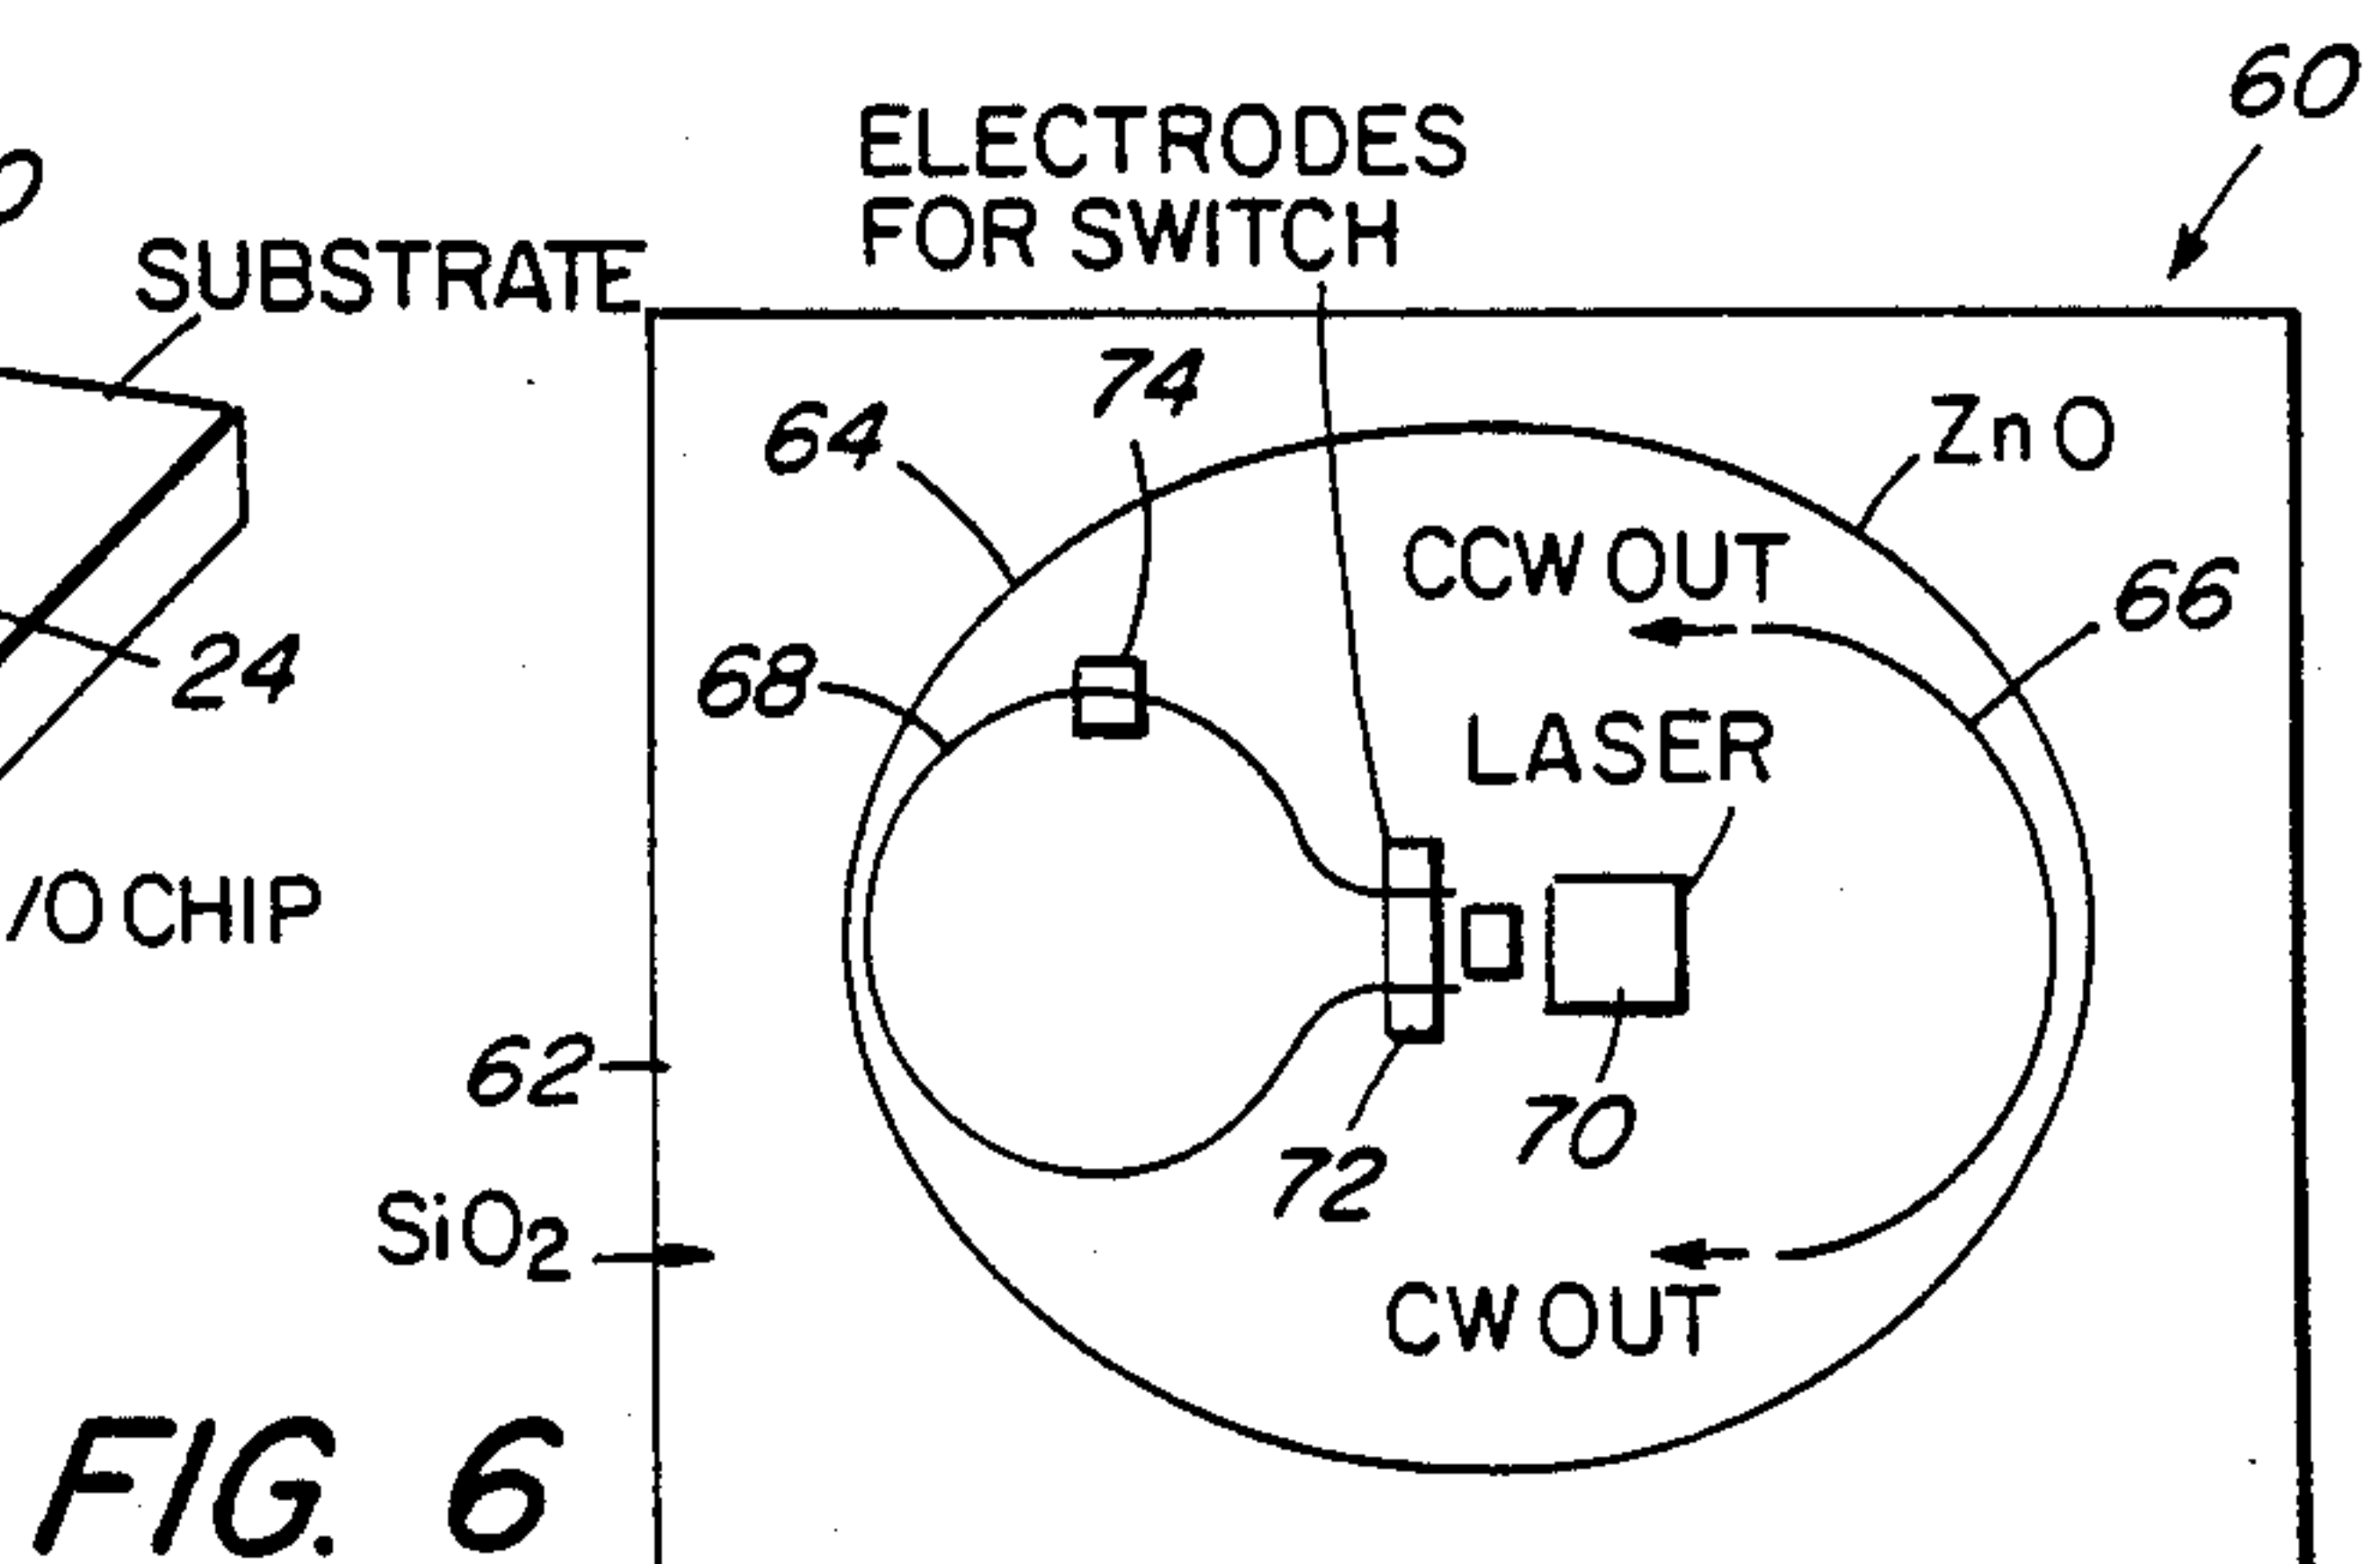 60
ELECTRODES
FOR SWITCH
SUBSTRATE
74
64
ZnO
CCW OUT
66
24
68
LASER
/O CHIP
62
70
72
SiO2
CW OUT
FIG. 6